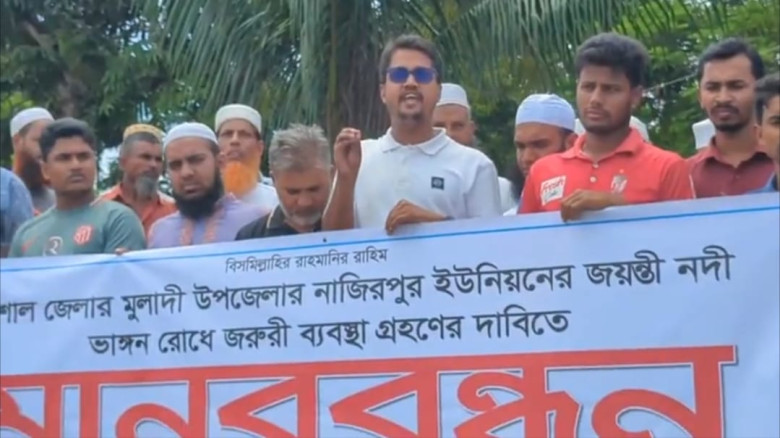 বিসমিল্লাহির রাহমানির রাহিম
জেলার মুলাদী উপজেলার নাজিরপুর ইউনিয়নের জয়ন্তী নদী
ভাঙ্গন রোধে জরুরী ব্যবস্থা গ্রহণের দাবিতে
মানববন্ধন